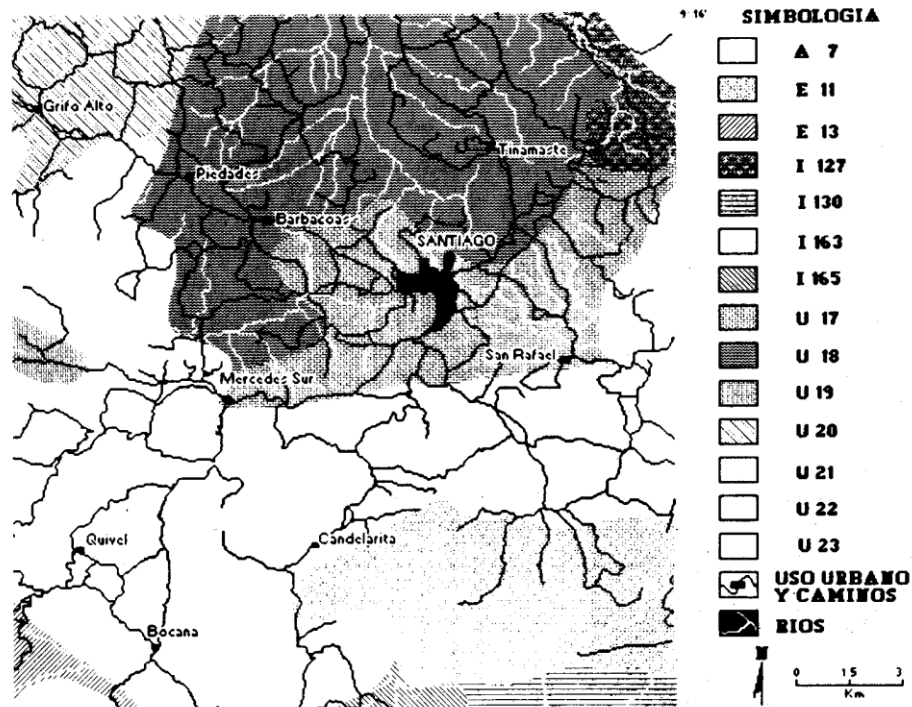 9°16'
SIMBOLOGIA
A 7
E 11
E 13
I 127
I 130
I 163
I 165
U 17
U 18
U 19
U 20
U 21
U 22
U 23
USO URBANO
Y CAMINOS
RIOS
N
0 1.5 3
Km
Grifo Alto
Piedades
Tinamaste
Barbacoas
SANTIAGO
San Rafael
Mercedes Sur
Quivel
Candelarita
Bocana